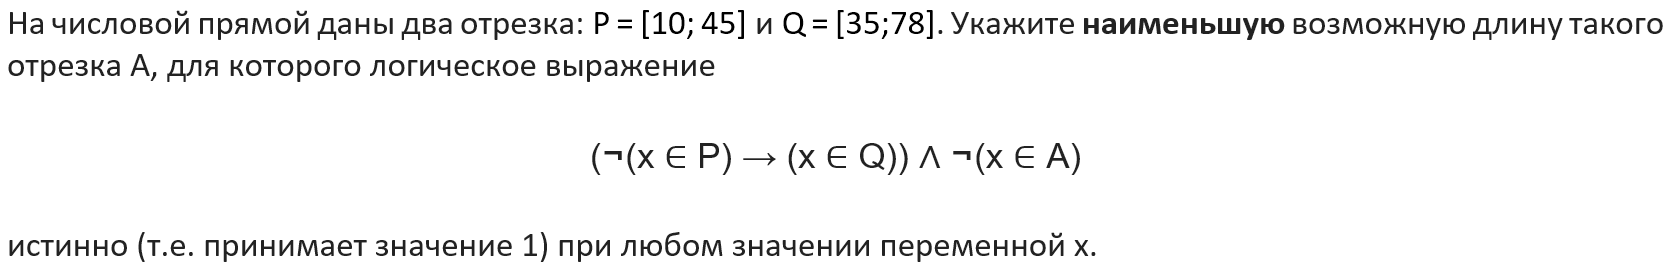 На числовой прямой даны два отрезка: P = [10; 45] и Q = [35;78]. Укажите наименьшую возможную длину такого
отрезка A, для которого логическое выражение
(¬(x ∈ P) → (x ∈ Q)) ∧ ¬(x ∈ A)
истинно (т.е. принимает значение 1) при любом значении переменной х.